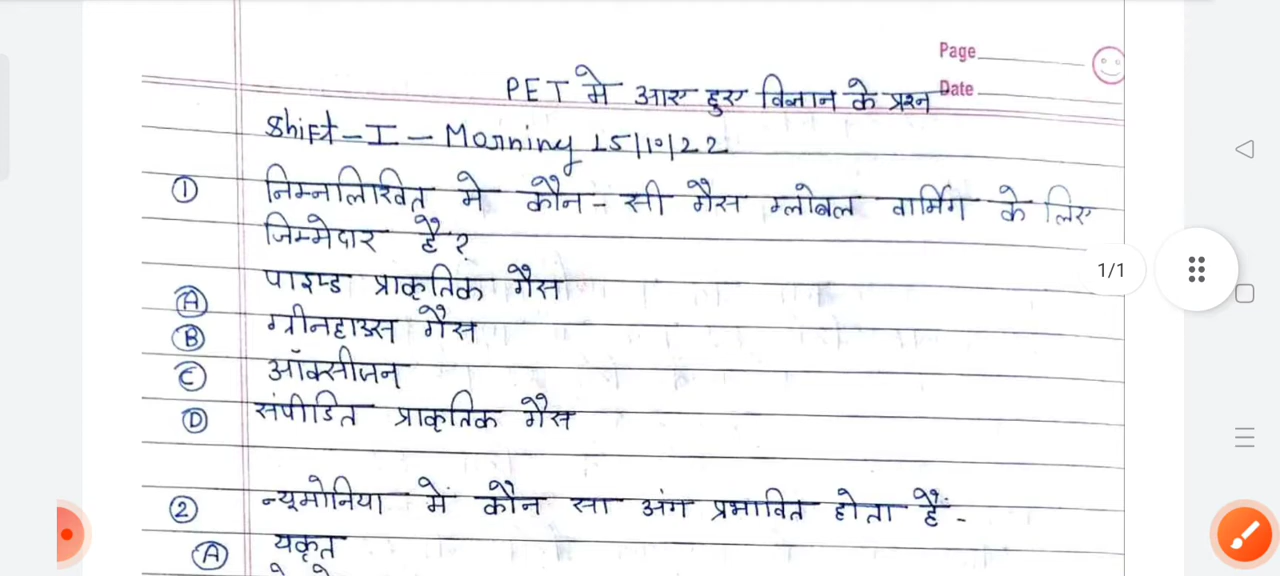 Page
Date
PET मे आए हुए विज्ञान के प्रश्न
Shift-I-Morning 15/10/22
① निम्नलिखित मे कौन-सी गैस ग्लोबल वार्मिंग के लिए
जिम्मेदार है?
Ⓐ पाइप्ड प्राकृतिक गैस
Ⓑ ग्रीनहाउस गैस
Ⓒ ऑक्सीजन
Ⓓ संपीडित प्राकृतिक गैस
1/1
② न्यूमोनिया में कौन सा अंग प्रभावित होता है-
Ⓐ यकृत